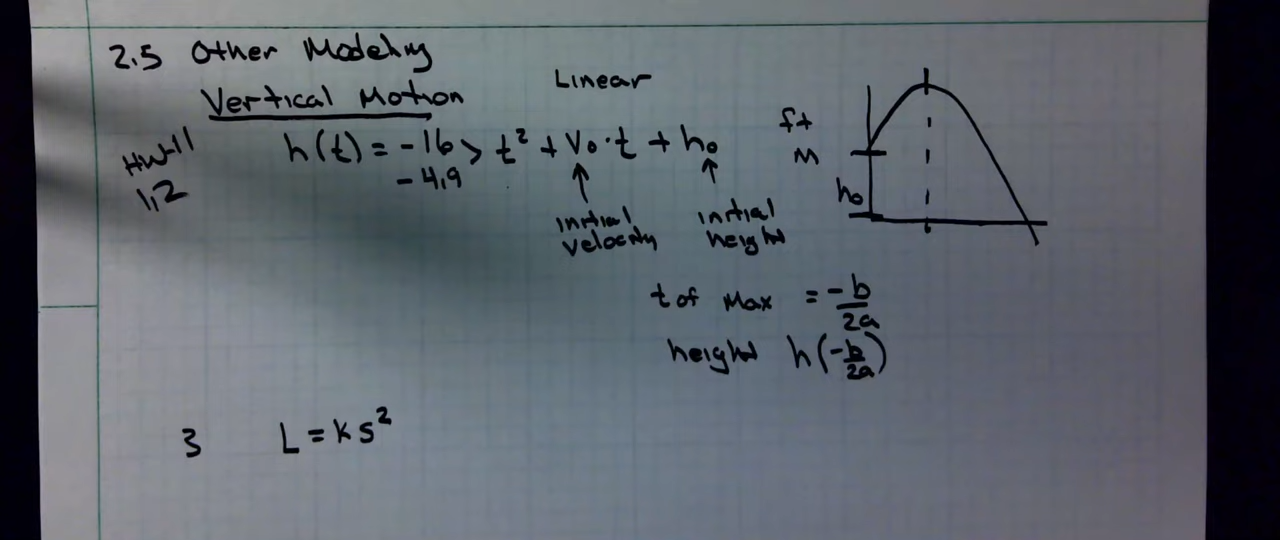 2.5 Other Modeling
Vertical Motion
Linear
HW 11
1,2
h(t) = -16 > t² + v₀·t + h₀
-4.9
initial
velocity
initial
height
ft
M
h₀
t of Max = -b/2a
height h(-b/2a)
3 L = ks²